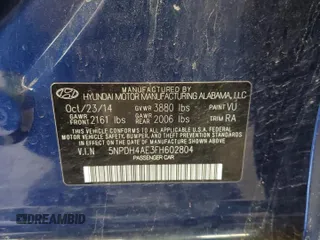 HYUNDAI MOTOR MANUFACTURING ALABAMA, LLC
Oct/23/14 GVWR 3880 lbs PAINT VU
GAWR FRONT 2161 lbs GAWR REAR 2006 lbs TRIM RA
THIS VEHICLE CONFORMS TO ALL APPLICABLE
U.S. FEDERAL MOTOR VEHICLE SAFETY, BUMPER,
AND THEFT PREVENTION STANDARDS IN EFFECT
ON THE DATE OF MANUFACTURE SHOWN ABOVE.
V.I.N 5NPDH4AE3FH602804
PASSENGER CAR
DREAMBID